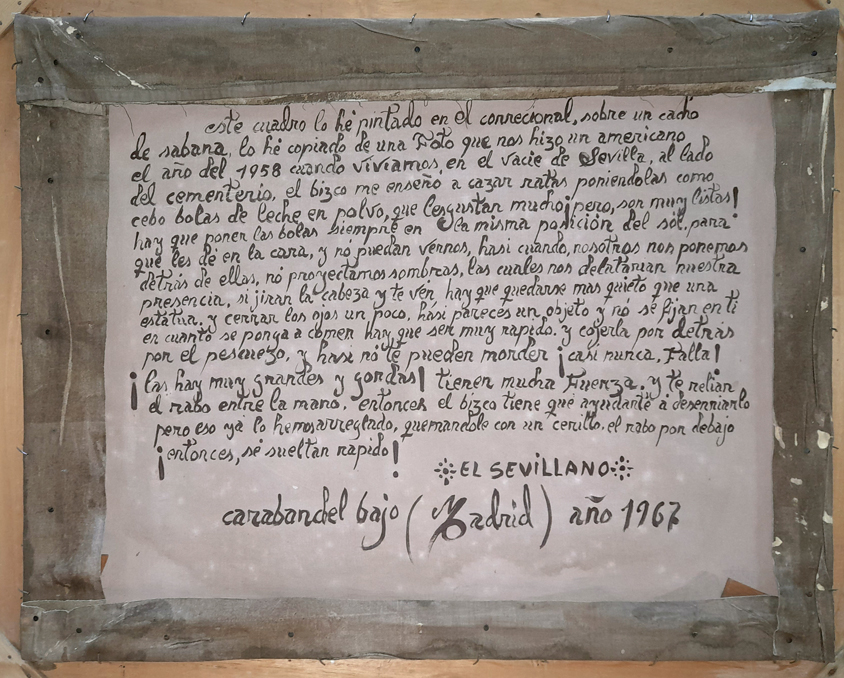 este cuadro lo hé pintado en el correcional, sobre un cacho
de sabana, lo hé copiado de una Foto que nos hizo un americano
el año del 1958 cuando viviamos, en el vacie de Sevilla, al lado
del cementerio, el bizco me enseño a cazar ratas poniendolas como
cebo bolas de leche en polvo, que les gustan mucho ¡pero, son muy listas!
hay que poner las bolas siempre en la misma posición del sol, para
que les dé en la cara, y nó puedan vernos, hasi cuando, nosotros nos ponemos
detrás de ellas, nó proyectamos sombras, las cuales nos delatarian nuestra
presencia, si jiran la cabeza y te vén, hay que quedarse mas quieto que una
estatua, y cerrar los ojos un poco, hási pareces un objeto y nó se fijan en ti
en cuanto se ponga a comer hay que ser muy rapido, y cojerla por detrás
por el pescuezo, y hasi nó te pueden morder ¡casi nunca, Falla!
¡las hay muy grandes y gordas! tienen mucha Fuerza, y te relian
el rabo entre la mano, entonces el bizco tiene que ayudarte a desenrriarlo
pero eso yá lo hemos arreglado, quemandole con un cerillo, el rabo por debajo
¡entonces, sé sueltan rapido!
EL SEVILLANO
carabandel bajo (Madrid) año 1967